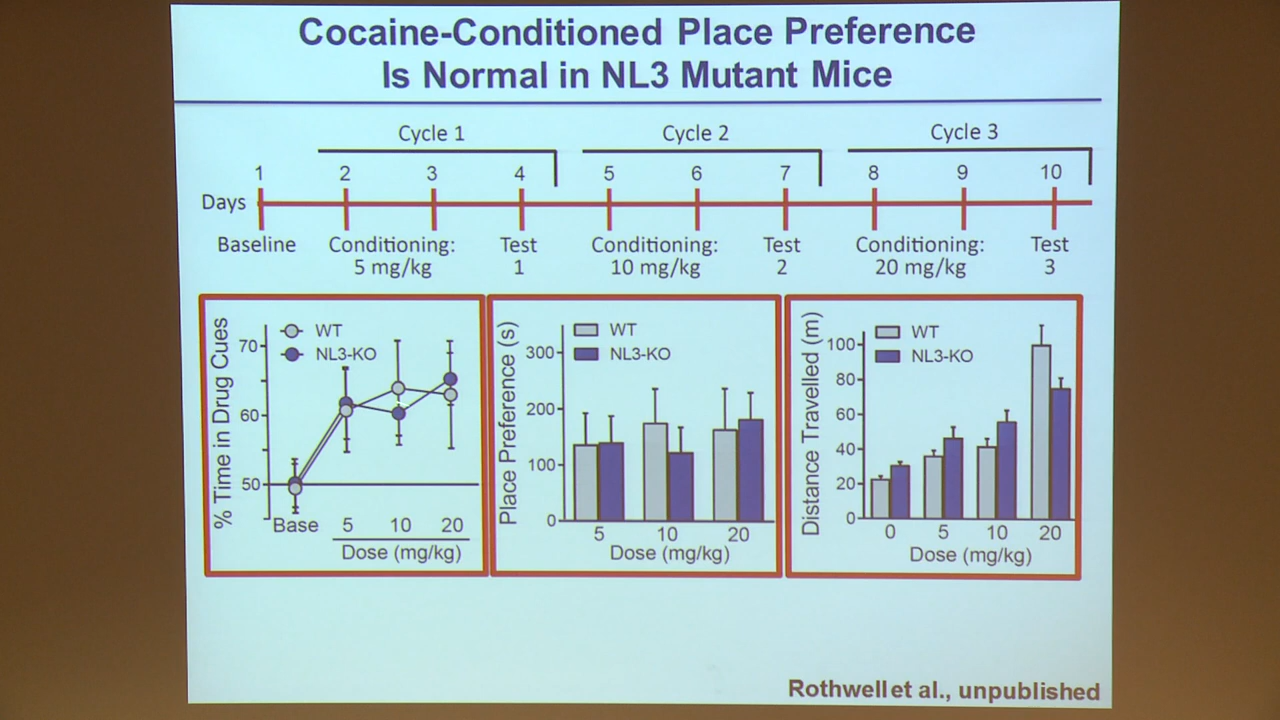 Cocaine-Conditioned Place Preference
Is Normal in NL3 Mutant Mice
Cycle 1 Cycle 2 Cycle 3
1 2 3 4 5 6 7 8 9 10
Days
Baseline Conditioning: Test Conditioning: Test Conditioning: Test
5 mg/kg 1 10 mg/kg 2 20 mg/kg 3
% Time in Drug Cues
WT
NL3-KO
70
60
50
Base 5 10 20
Dose (mg/kg)
Place Preference (s)
WT
NL3-KO
300
200
100
0
5 10 20
Dose (mg/kg)
Distance Travelled (m)
WT
NL3-KO
100
80
60
40
20
0
0 5 10 20
Dose (mg/kg)
Rothwell et al., unpublished